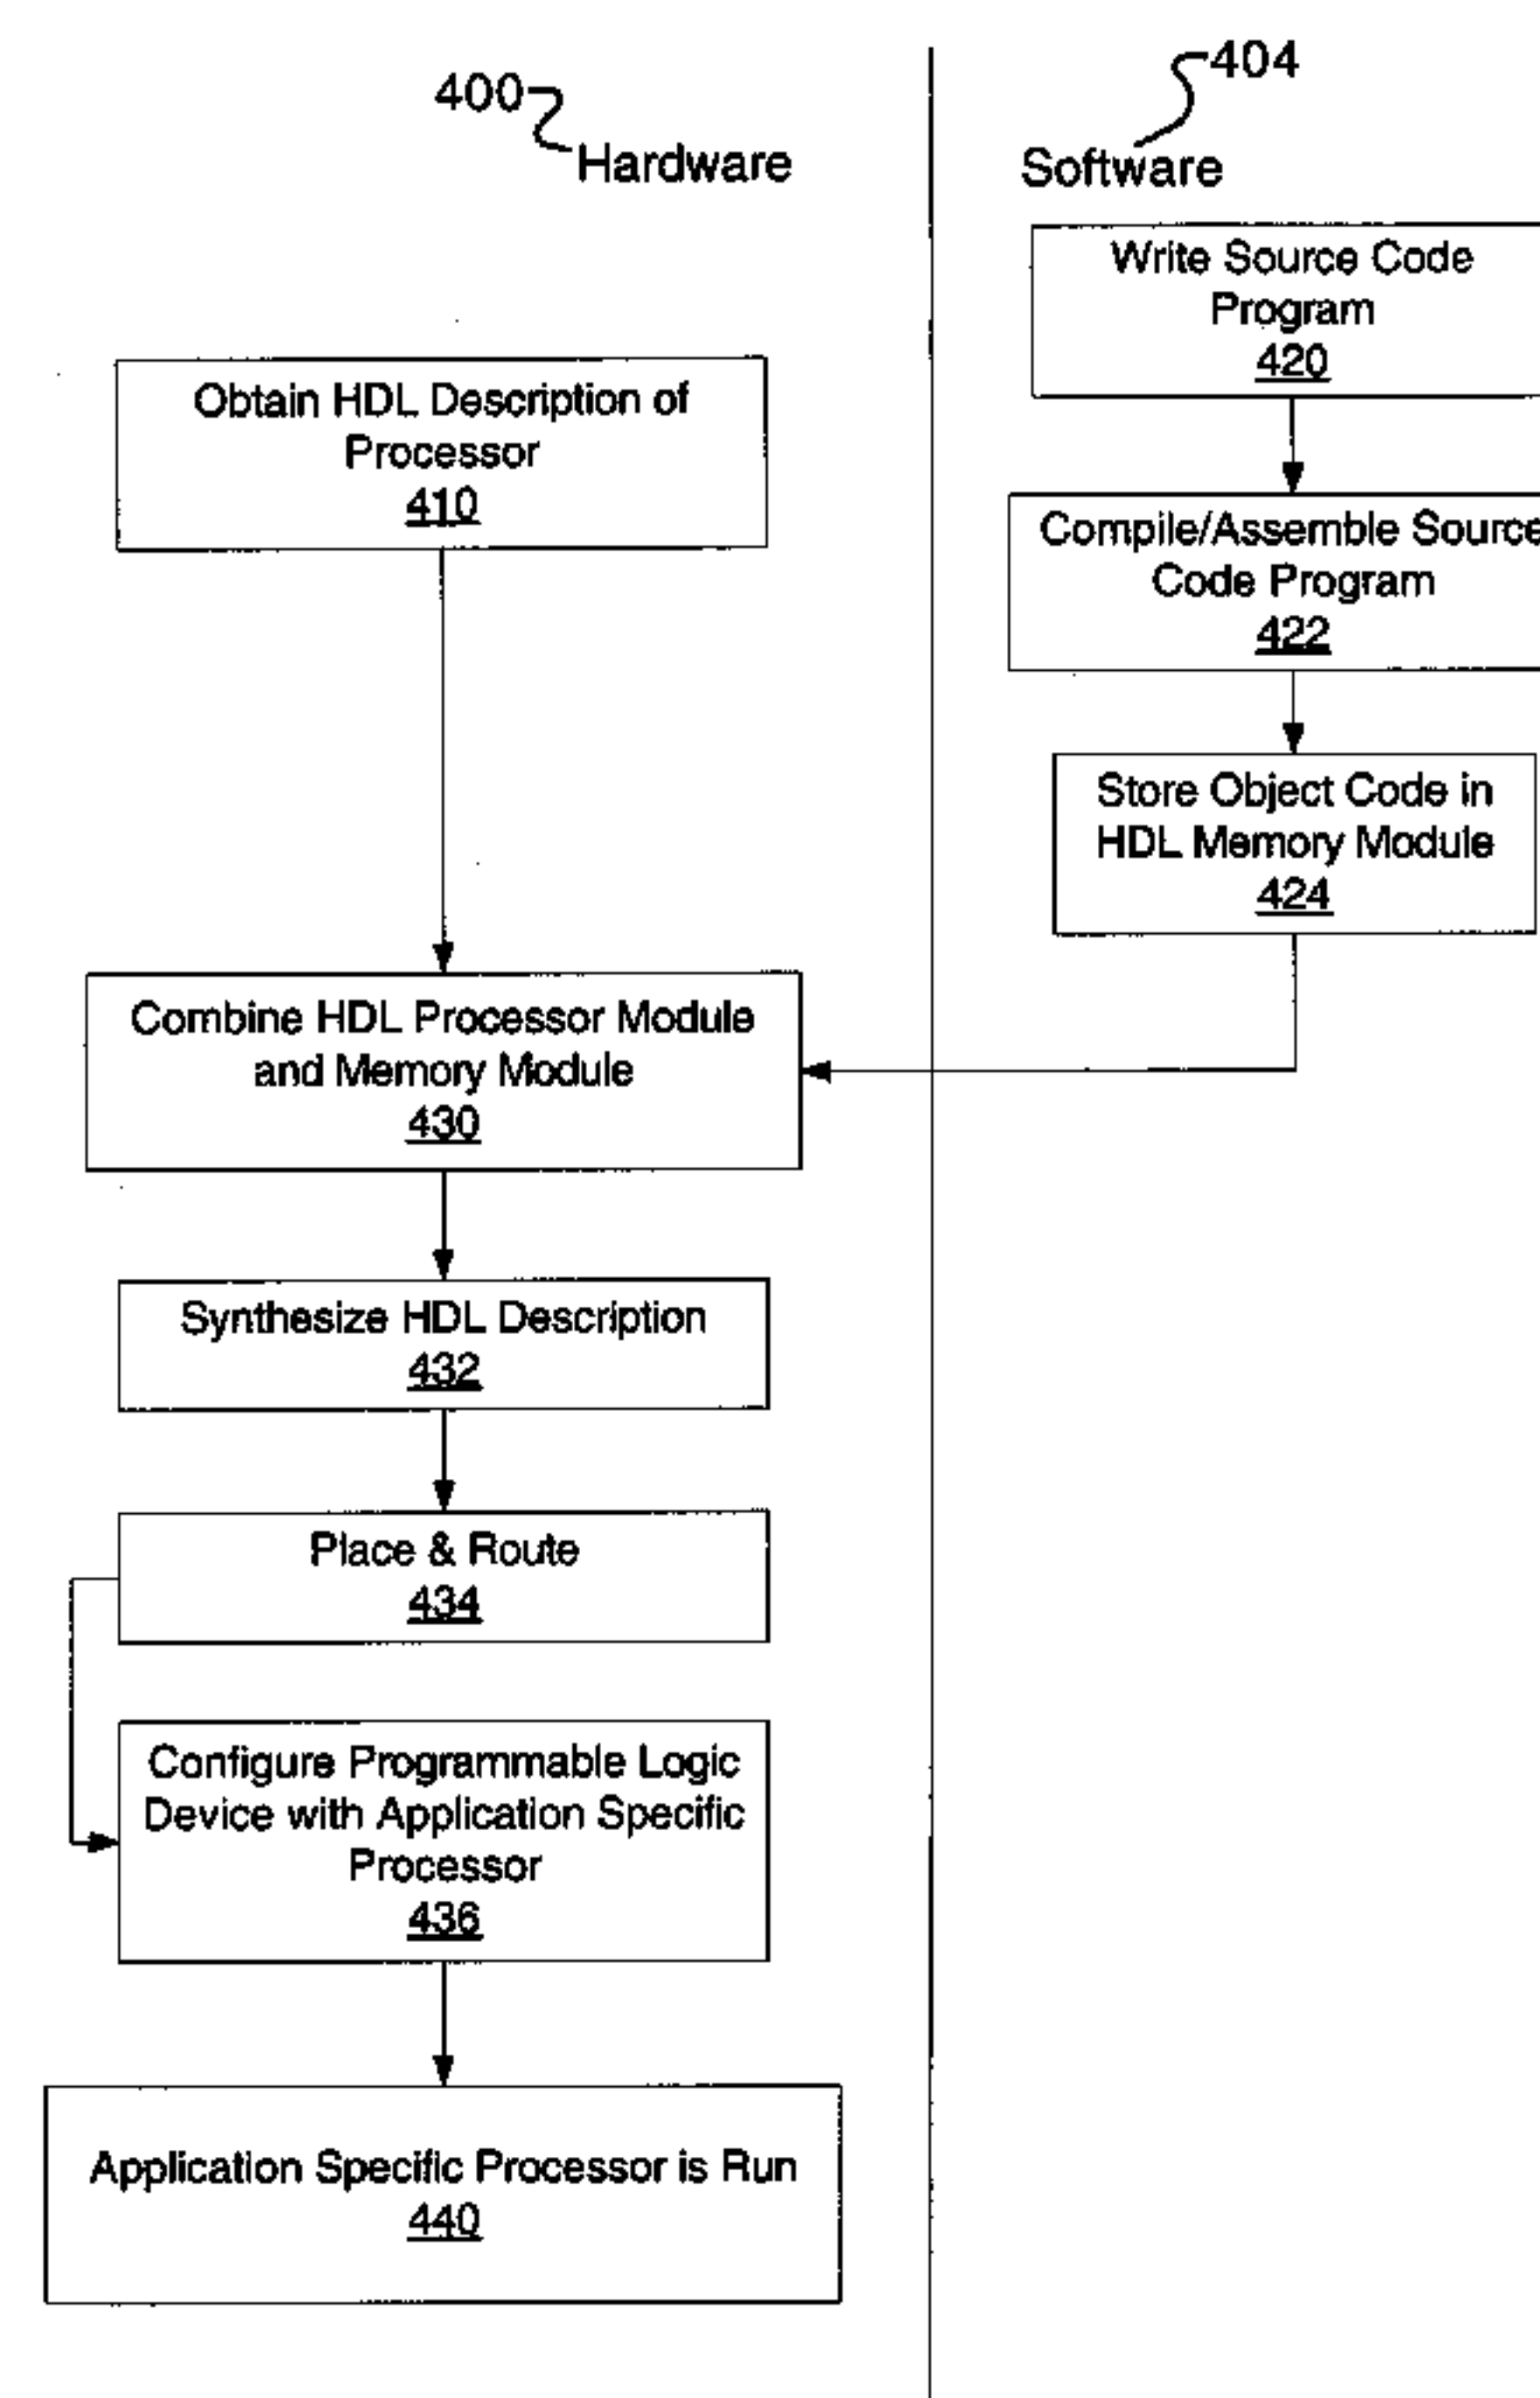 400
Hardware
Obtain HDL Description of
Processor
410
Combine HDL Processor Module
and Memory Module
430
Synthesize HDL Description
432
Place & Route
434
Configure Programmable Logic
Device with Application Specific
Processor
436
Application Specific Processor is Run
440
404
Software
Write Source Code
Program
420
Compile/Assemble Source
Code Program
422
Store Object Code in
HDL Memory Module
424